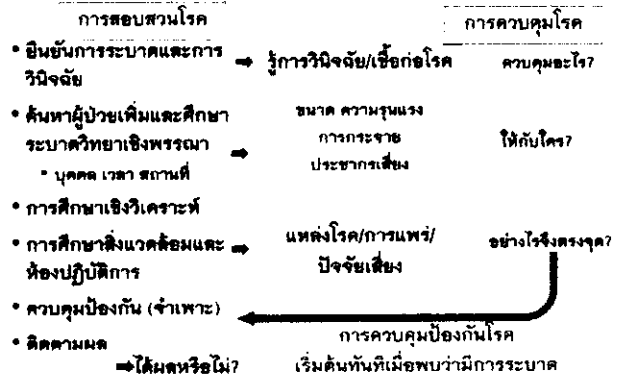 การสอบสวนโรค
การควบคุมโรค
• ยืนยันการระบาดและการ
วินิจฉัย
➡ รู้การวินิจฉัย/เชื้อก่อโรค
ควบคุมอะไร?
• ค้นหาผู้ป่วยเพิ่มและศึกษา
ระบาดวิทยาเชิงพรรณา
• บุคคล เวลา สถานที่
➡
ขนาด ความรุนแรง
การกระจาย
ประชากรเสี่ยง
ให้กับใคร?
• การศึกษาเชิงวิเคราะห์
• การศึกษาสิ่งแวดล้อมและ
ห้องปฏิบัติการ
➡
แหล่งโรค/การแพร่/
ปัจจัยเสี่ยง
อย่างไรจึงตรงจุด?
• ควบคุมป้องกัน (จำเพาะ)
• ติดตามผล
➡ได้ผลหรือไม่?
การควบคุมป้องกันโรค
เริ่มต้นทันทีเมื่อพบว่ามีการระบาด